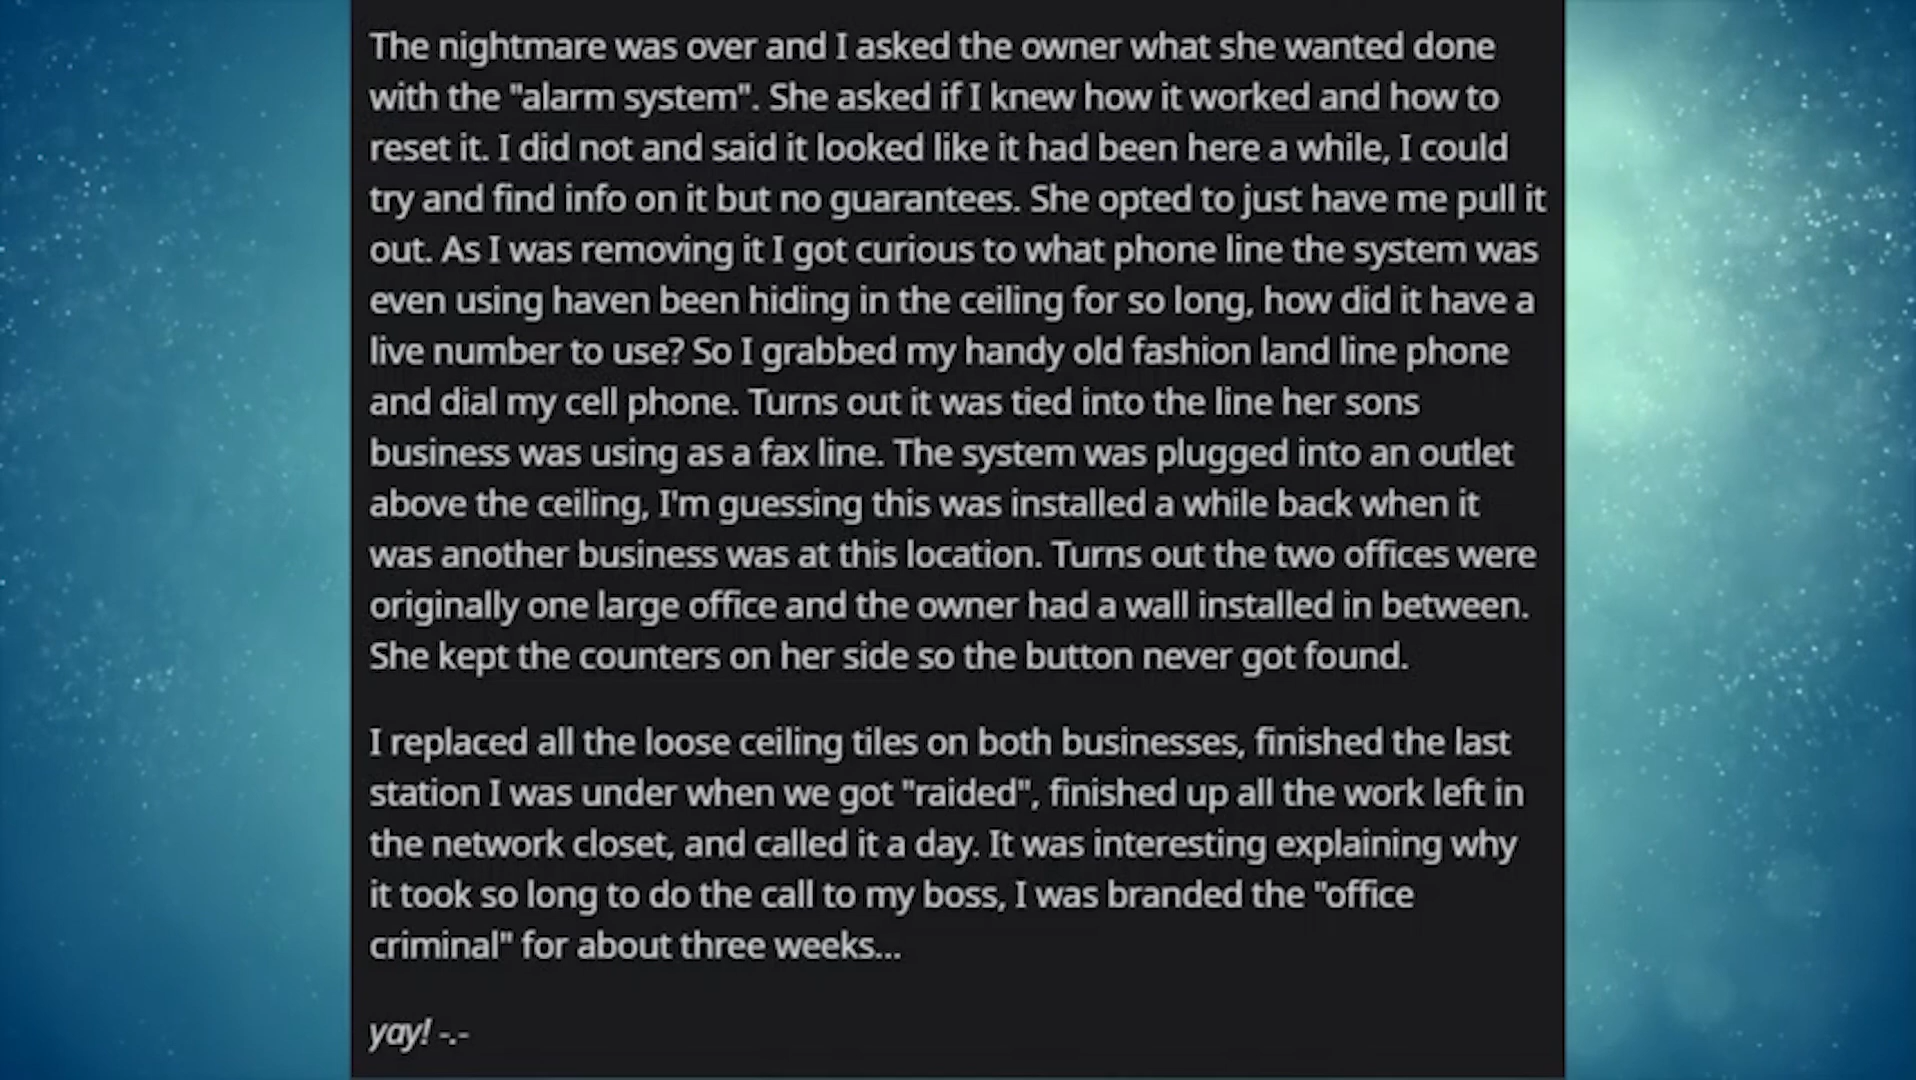 The nightmare was over and I asked the owner what she wanted done
with the "alarm system". She asked if I knew how it worked and how to
reset it. I did not and said it looked like it had been here a while, I could
try and find info on it but no guarantees. She opted to just have me pull it
out. As I was removing it I got curious to what phone line the system was
even using haven been hiding in the ceiling for so long, how did it have a
live number to use? So I grabbed my handy old fashion land line phone
and dial my cell phone. Turns out it was tied into the line her sons
business was using as a fax line. The system was plugged into an outlet
above the ceiling, I'm guessing this was installed a while back when it
was another business was at this location. Turns out the two offices were
originally one large office and the owner had a wall installed in between.
She kept the counters on her side so the button never got found.
I replaced all the loose ceiling tiles on both businesses, finished the last
station I was under when we got "raided", finished up all the work left in
the network closet, and called it a day. It was interesting explaining why
it took so long to do the call to my boss, I was branded the "office
criminal" for about three weeks...
yay! -.-